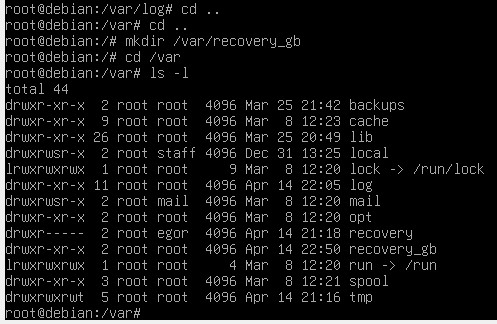 root@debian:/var/log# cd ..
root@debian:/var# cd ..
root@debian:/# mkdir /var/recovery_gb
root@debian:/# cd /var
root@debian:/var# ls -l
total 44
drwxr-xr-x  2 root root  4096 Mar 25 21:42 backups
drwxr-xr-x  9 root root  4096 Mar  8 12:23 cache
drwxr-xr-x 26 root root  4096 Mar 25 20:49 lib
drwxrwsr-x  2 root staff 4096 Dec 31 13:25 local
lrwxrwxrwx  1 root root     9 Mar  8 12:20 lock -> /run/lock
drwxr-xr-x 11 root root  4096 Apr 14 22:05 log
drwxrwsr-x  2 root mail  4096 Mar  8 12:20 mail
drwxr-xr-x  2 root root  4096 Mar  8 12:20 opt
drwxr-----  2 root egor  4096 Apr 14 21:18 recovery
drwxr-xr-x  2 root root  4096 Apr 14 22:50 recovery_gb
lrwxrwxrwx  1 root root     4 Mar  8 12:20 run -> /run
drwxr-xr-x  3 root root  4096 Mar  8 12:21 spool
drwxrwxrwt  5 root root  4096 Apr 14 21:16 tmp
root@debian:/var#